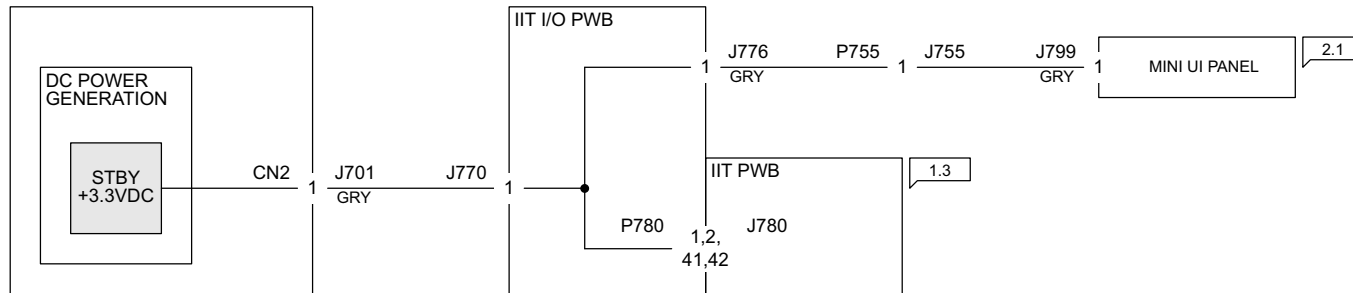 IIT I/O PWB
J776
P755
J755
J799
2.1
1
1
1
MINI UI PANEL
GRY
GRY
DC POWER
GENERATION
STBY
+3.3VDC
CN2
J701
J770
IIT PWB
1.3
1
1
GRY
P780
1,2,
41,42
J780